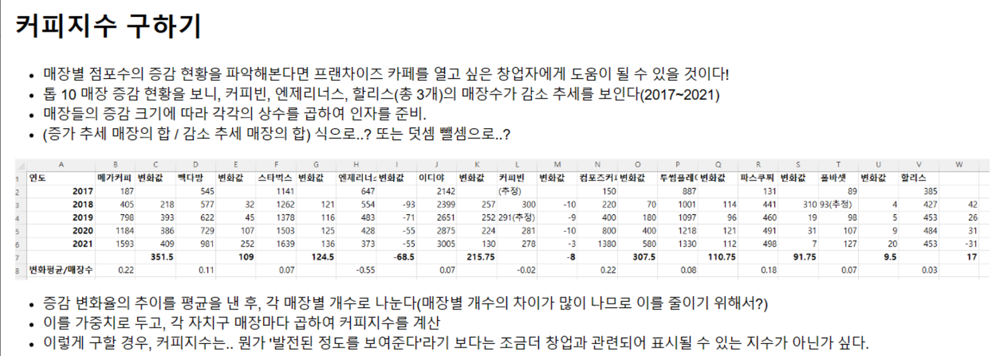 커피지수 구하기
• 매장별 점포수의 증감 현황을 파악해본다면 프랜차이즈 카페를 열고 싶은 창업자에게 도움이 될 수 있을 것이다!
• 톱 10 매장 증감 현황을 보니, 커피빈, 엔제리너스, 할리스(총 3개)의 매장수가 감소 추세를 보인다(2017~2021)
• 매장들의 증감 크기에 따라 각각의 상수를 곱하여 인자를 준비.
• (증가 추세 매장의 합 / 감소 추세 매장의 합) 식으로..? 또는 덧셈 뺄셈으로..?
A B C D E F G H I J K L M N O P Q R S T U V W
1 연도 메가커피 변화값 빽다방 변화값 스타벅스 변화값 엔제리너 변화값 이디야 변화값 커피빈 변화값 컴포즈커 변화값 투썸플레 변화값 파스쿠찌 변화값 폴바셋 변화값 할리스
2 2017 187 545 1141 647 2142 (추정) 150 887 131 89 385
3 2018 405 218 577 32 1262 121 554 -93 2399 257 300 -10 220 70 1001 114 441 310 93(추정) 4 427 42
4 2019 798 393 622 45 1378 116 483 -71 2651 252 291(추정) -9 400 180 1097 96 460 19 98 5 453 26
5 2020 1184 386 729 107 1503 125 428 -55 2875 224 281 -10 800 400 1218 121 491 31 107 9 484 31
6 2021 1593 409 981 252 1639 136 373 -55 3005 130 278 -3 1380 580 1330 112 498 7 127 20 453 -31
7 351.5 109 124.5 -68.5 215.75 -8 307.5 110.75 91.75 9.5 17
8 변화평균/매장수 0.22 0.11 0.07 -0.55 0.07 -0.02 0.22 0.08 0.18 0.07 0.03
• 증감 변화율의 추이를 평균을 낸 후, 각 매장별 개수로 나눈다(매장별 개수의 차이가 많이 나므로 이를 줄이기 위해서?)
• 이를 가중치로 두고, 각 자치구 매장마다 곱하여 커피지수를 계산
• 이렇게 구할 경우, 커피지수는.. 뭔가 '발전된 정도를 보여준다'라기 보다는 조금더 창업과 관련되어 표시될 수 있는 지수가 아닌가 싶다.